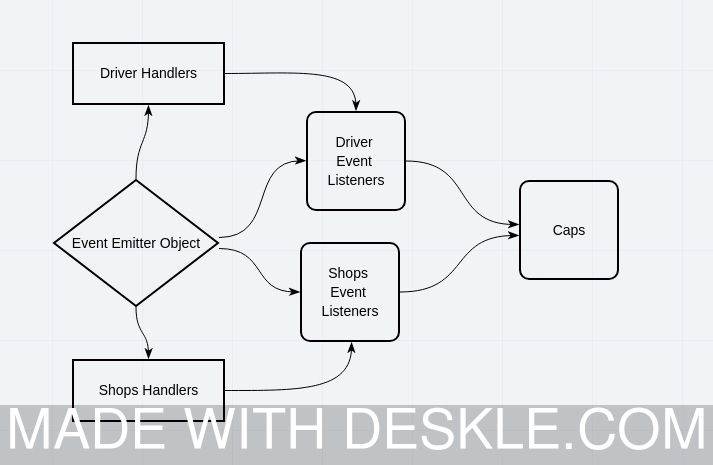 Driver Handlers
Driver
Event
Listeners
Caps
Event Emitter Object
Shops
Event
Listeners
Shops Handlers
MADE WITH DESKLE.COM